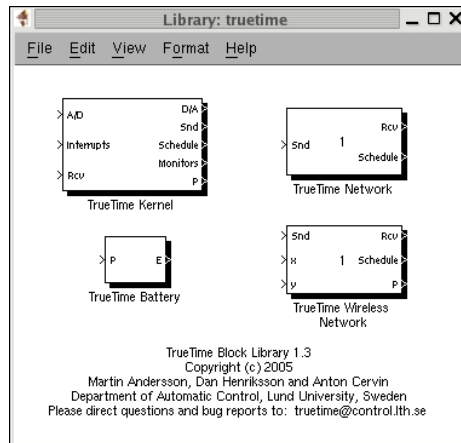 Library: truetime
File Edit View Format Help
A/D
Interrupts
Rcv
D/A
Snd
Schedule
Monitors
P
TrueTime Kernel
Snd
1
Rcv
Schedule
TrueTime Network
P E
TrueTime Battery
Snd
x
y
1
Rcv
Schedule
P
TrueTime Wireless
Network
TrueTime Block Library 1.3
Copyright (c) 2005
Martin Andersson, Dan Henriksson and Anton Cervin
Department of Automatic Control, Lund University, Sweden
Please direct questions and bug reports to: truetime@control.lth.se